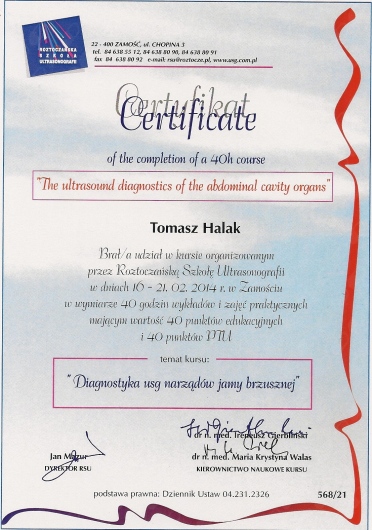 ROZTOCZAŃSKA
SZKOŁA
ULTRASONOGRAFII
22 - 400 ZAMOŚĆ, ul. CHOPINA 3
tel. 84 638 55 12, 84 638 80 90, 84 638 80 91
fax 84 638 80 92 e-mail: rsu@roztocze.pl, www.usg.com.pl
Certyfikat
Certificate
of the completion of a 40h course
"The ultrasound diagnostics of the abdominal cavity organs"
Tomasz Halak
Brał/a udział w kursie organizowanym
przez Roztoczańską Szkołę Ultrasonografii
w dniach 16 - 21. 02. 2014 r. w Zamościu
w wymiarze 40 godzin wykładów i zajęć praktycznych
mającym wartość 40 punktów edukacyjnych
i 40 punktów PTU
temat kursu:
"Diagnostyka usg narządów jamy brzusznej"
dr n. med. Ireneusz
Jan Mazur
DYREKTOR RSU
dr n. med. Maria Krystyna Walas
KIEROWNICTWO NAUKOWE KURSU
podstawa prawna: Dziennik Ustaw 04.231.2326
568/21